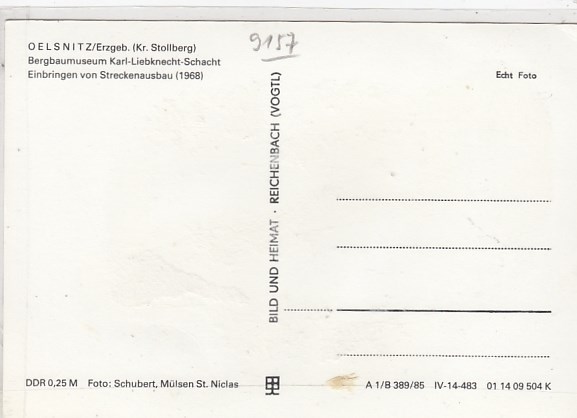 OELSNITZ/Erzgeb. (Kr. Stollberg)
Bergbaumuseum Karl-Liebknecht-Schacht
Einbringen von Streckenausbau (1968)
9157
Echt Foto
BILD UND HEIMAT · REICHENBACH (VOGTL)
DDR 0,25 M Foto: Schubert, Mülsen St. Niclas
A 1/B 389/85 IV-14-483 01 14 09 504 K